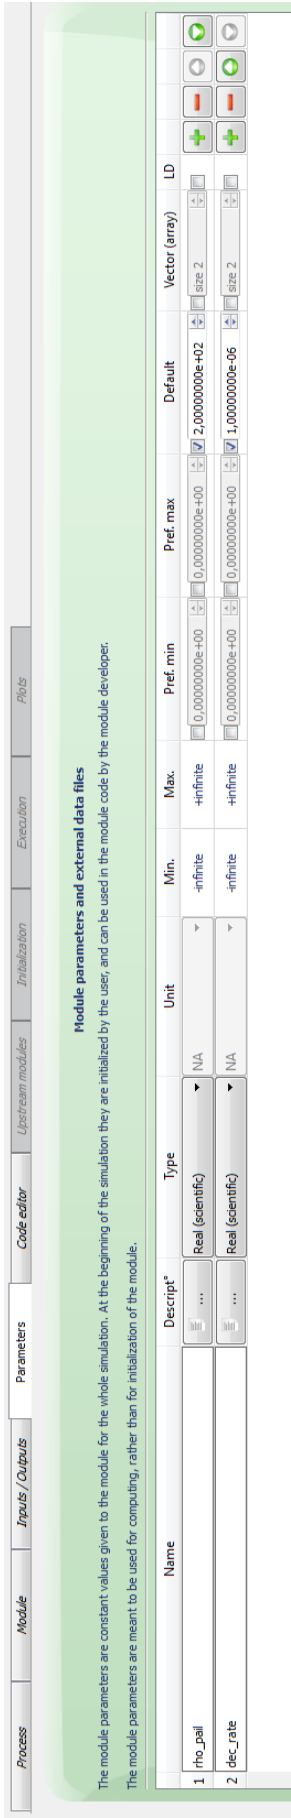 Process Module Inputs / Outputs Parameters Code editor Upstream modules Initialization Execution Plots
Module parameters and external data files
The module parameters are constant values given to the module for the whole simulation. At the beginning of the simulation they are initialized by the user, and can be used in the module code by the module developer.
The module parameters are meant to be used for computing, rather than for initialization of the module.
Name Descript° Type Unit Min. Max. Pref. min Pref. max Default Vector (array) LD
1 rho_pail ... Real (scientific) NA -infinite +infinite 0,00000000e+00 0,00000000e+00 2,00000000e+02 size 2
2 dec_rate ... Real (scientific) NA -infinite +infinite 0,00000000e+00 0,00000000e+00 1,00000000e-06 size 2